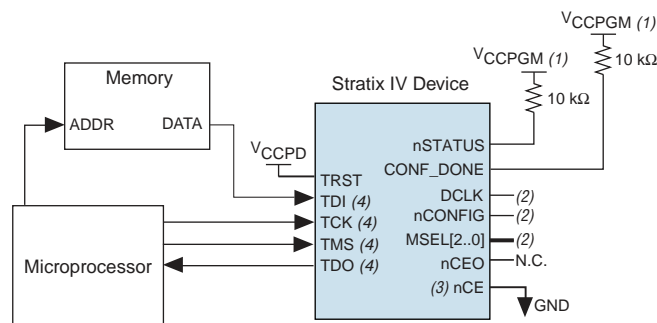 VCCPGM (1)
VCCPGM (1)
10 kΩ
10 kΩ
Memory
ADDR DATA
Stratix IV Device
VCCPD
nSTATUS
CONF_DONE
TRST
DCLK (2)
TDI (4)
nCONFIG (2)
TCK (4)
MSEL[2..0] (2)
TMS (4)
nCEO N.C.
TDO (4)
(3) nCE
GND
Microprocessor